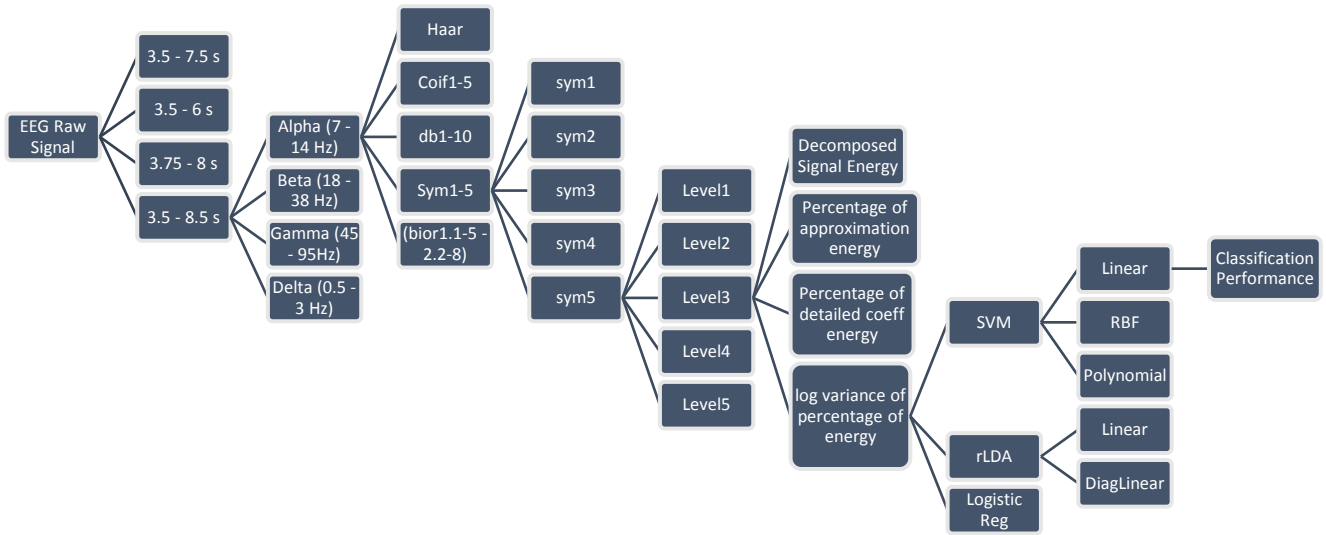 EEG Raw
Signal
3.5 - 7.5 s
3.5 - 6 s
3.75 - 8 s
3.5 - 8.5 s
Alpha (7 -
14 Hz)
Beta (18 -
38 Hz)
Gamma (45
- 95Hz)
Delta (0.5 -
3 Hz)
Haar
Coif1-5
db1-10
Sym1-5
(bior1.1-5 -
2.2-8)
sym1
sym2
sym3
sym4
sym5
Level1
Level2
Level3
Level4
Level5
Decomposed
Signal Energy
Percentage of
approximation
energy
Percentage of
detailed coeff
energy
log variance of
percentage of
energy
SVM
rLDA
Logistic
Reg
Linear
RBF
Polynomial
Linear
DiagLinear
Classification
Performance